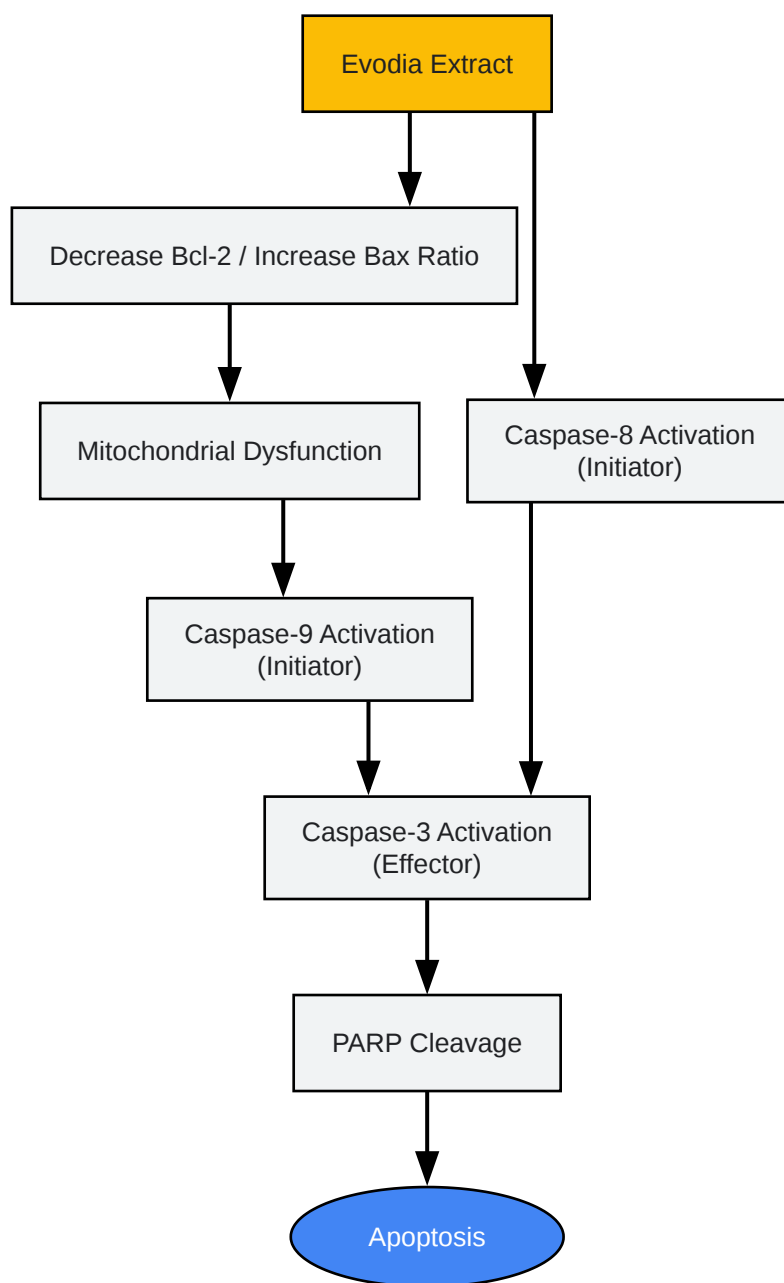 Evodia Extract
Decrease Bcl-2 / Increase Bax Ratio
Mitochondrial Dysfunction
Caspase-8 Activation
(Initiator)
Caspase-9 Activation
(Initiator)
Caspase-3 Activation
(Effector)
PARP Cleavage
Apoptosis